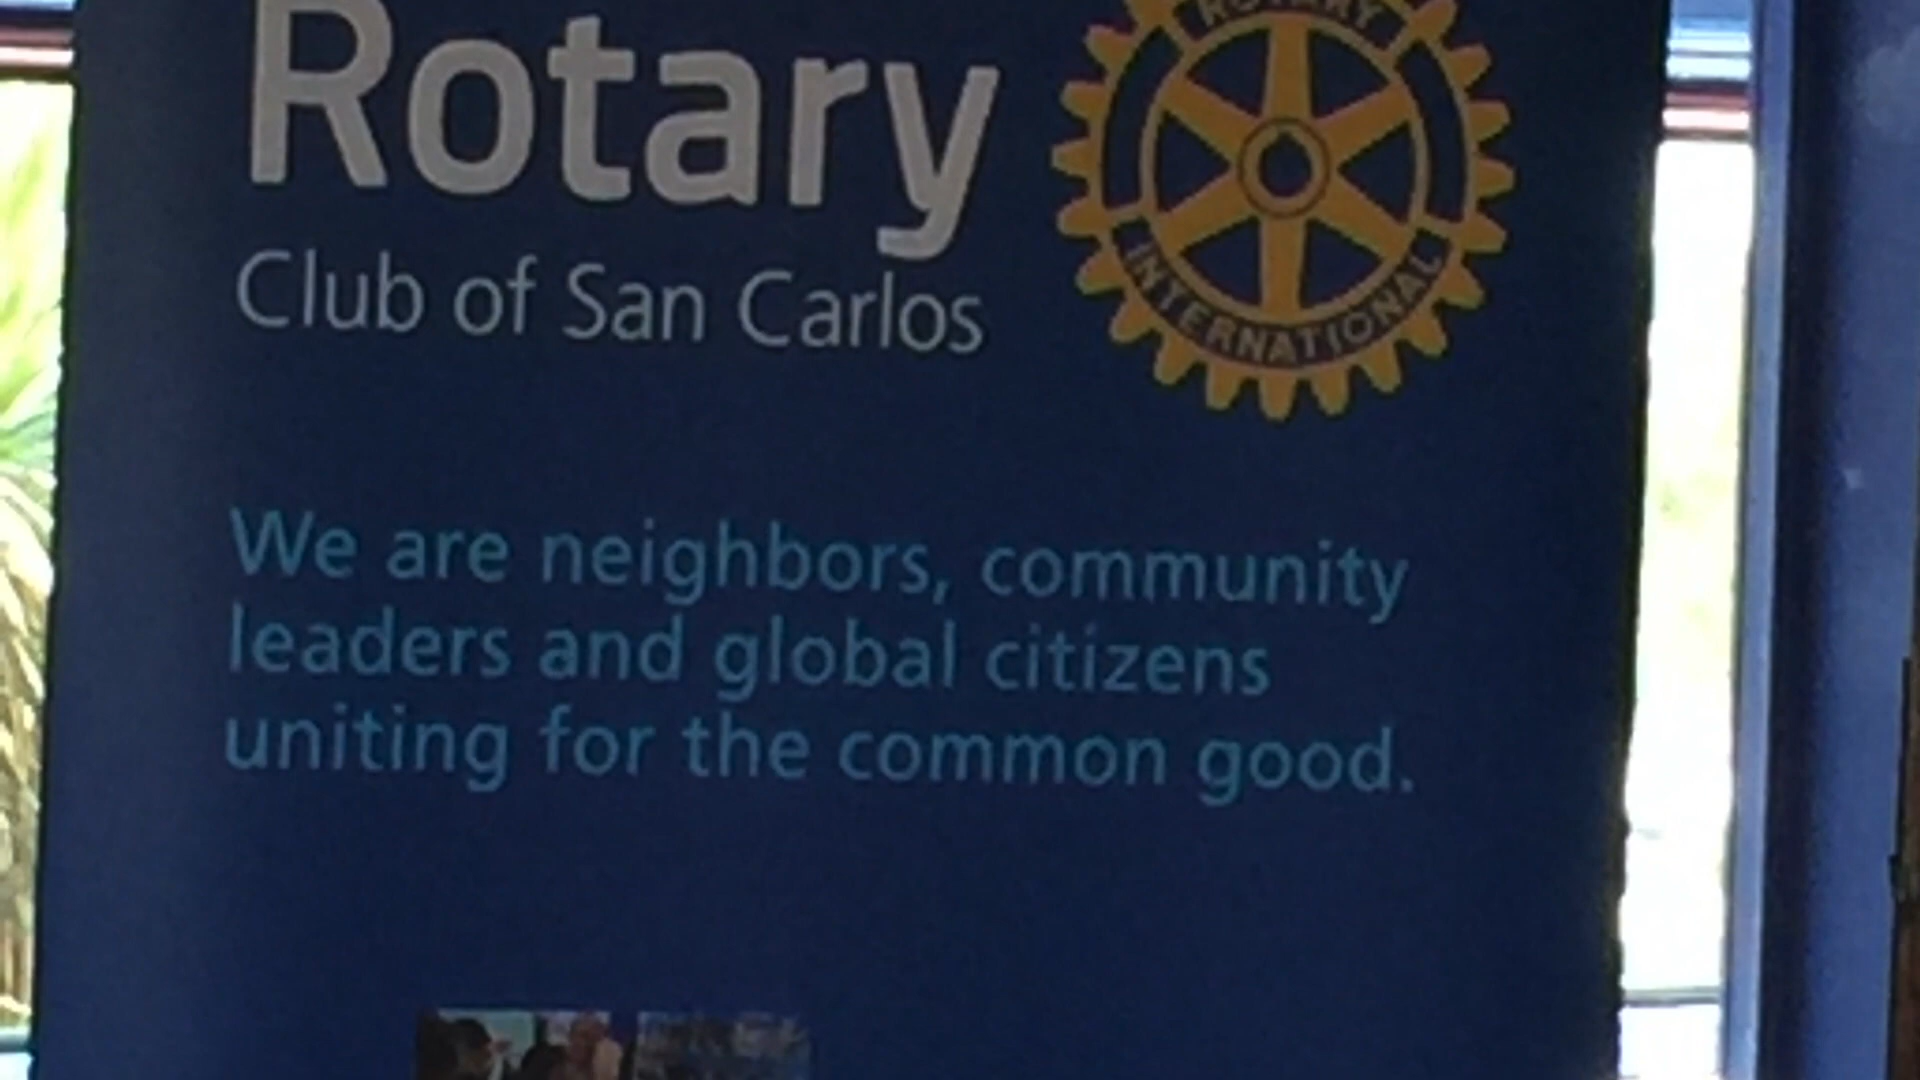 Rotary
Club of San Carlos
ROTARY
INTERNATIONAL
We are neighbors, community
leaders and global citizens
uniting for the common good.